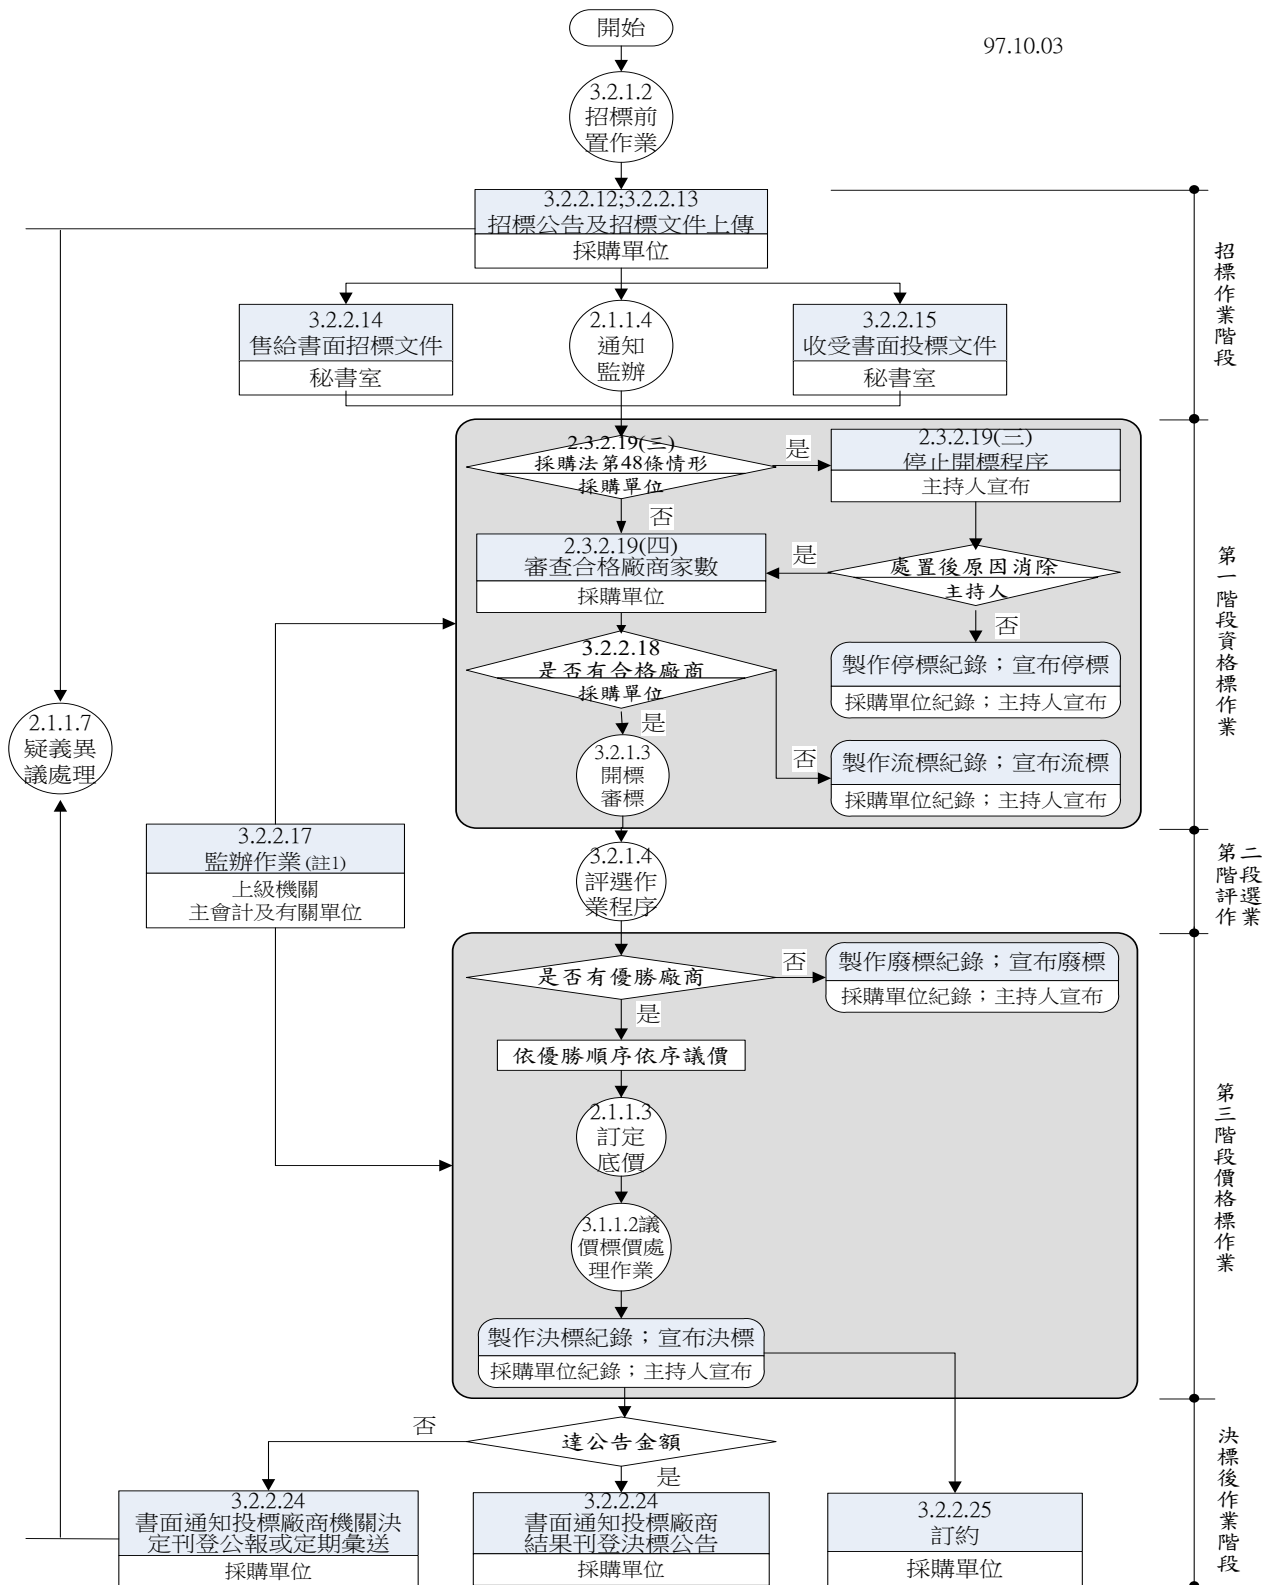 開始
97.10.03
3.2.1.2
招標前
置作業
3.2.2.12;3.2.2.13
招標公告及招標文件上傳
採購單位
3.2.2.14
售給書面招標文件
秘書室
2.1.1.4
通知
監辦
3.2.2.15
收受書面投標文件
秘書室
招標作業階段
2.3.2.19(三)
採購法第48條情形
採購單位
是
2.3.2.19(三)
停止開標程序
主持人宣布
否
2.3.2.19(四)
審查合格廠商家數
採購單位
是
處置後原因消除
主持人
否
3.2.2.18
是否有合格廠商
採購單位
製作停標紀錄；宣布停標
採購單位紀錄；主持人宣布
是
3.2.1.3
開標
審標
否
製作流標紀錄；宣布流標
採購單位紀錄；主持人宣布
第一階段資格標作業
2.1.1.7
疑義異
議處理
3.2.2.17
監辦作業(註1)
上級機關
主會計及有關單位
3.2.1.4
評選作
業程序
第二
階段
評選
作業
是否有優勝廠商
否
製作廢標紀錄；宣布廢標
採購單位紀錄；主持人宣布
是
依優勝順序依序議價
2.1.1.3
訂定
底價
3.1.1.2議
價標價處
理作業
製作決標紀錄；宣布決標
採購單位紀錄；主持人宣布
第三階段價格標作業
否
達公告金額
是
3.2.2.24
書面通知投標廠商機關決
定刊登公報或定期彙送
採購單位
3.2.2.24
書面通知投標廠商
結果刊登決標公告
採購單位
3.2.2.25
訂約
採購單位
決標後作業階段